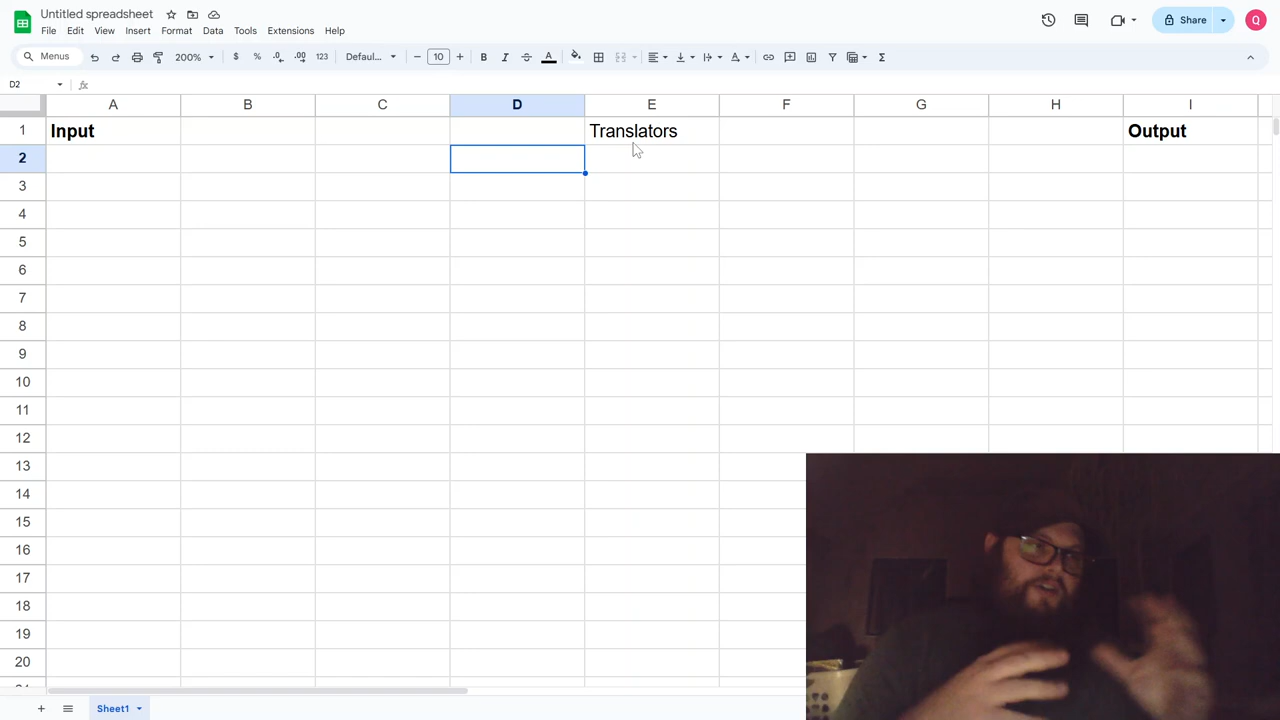 Untitled spreadsheet
File Edit View Insert Format Data Tools Extensions Help
Share
Q
Menus
200%
$ % .0 .00 123
Defaul...
10
B I S A
Σ
D2
fx
A B C D E F G H I
1 Input Translators Output
2
3
4
5
6
7
8
9
10
11
12
13
14
15
16
17
18
19
20
Sheet1